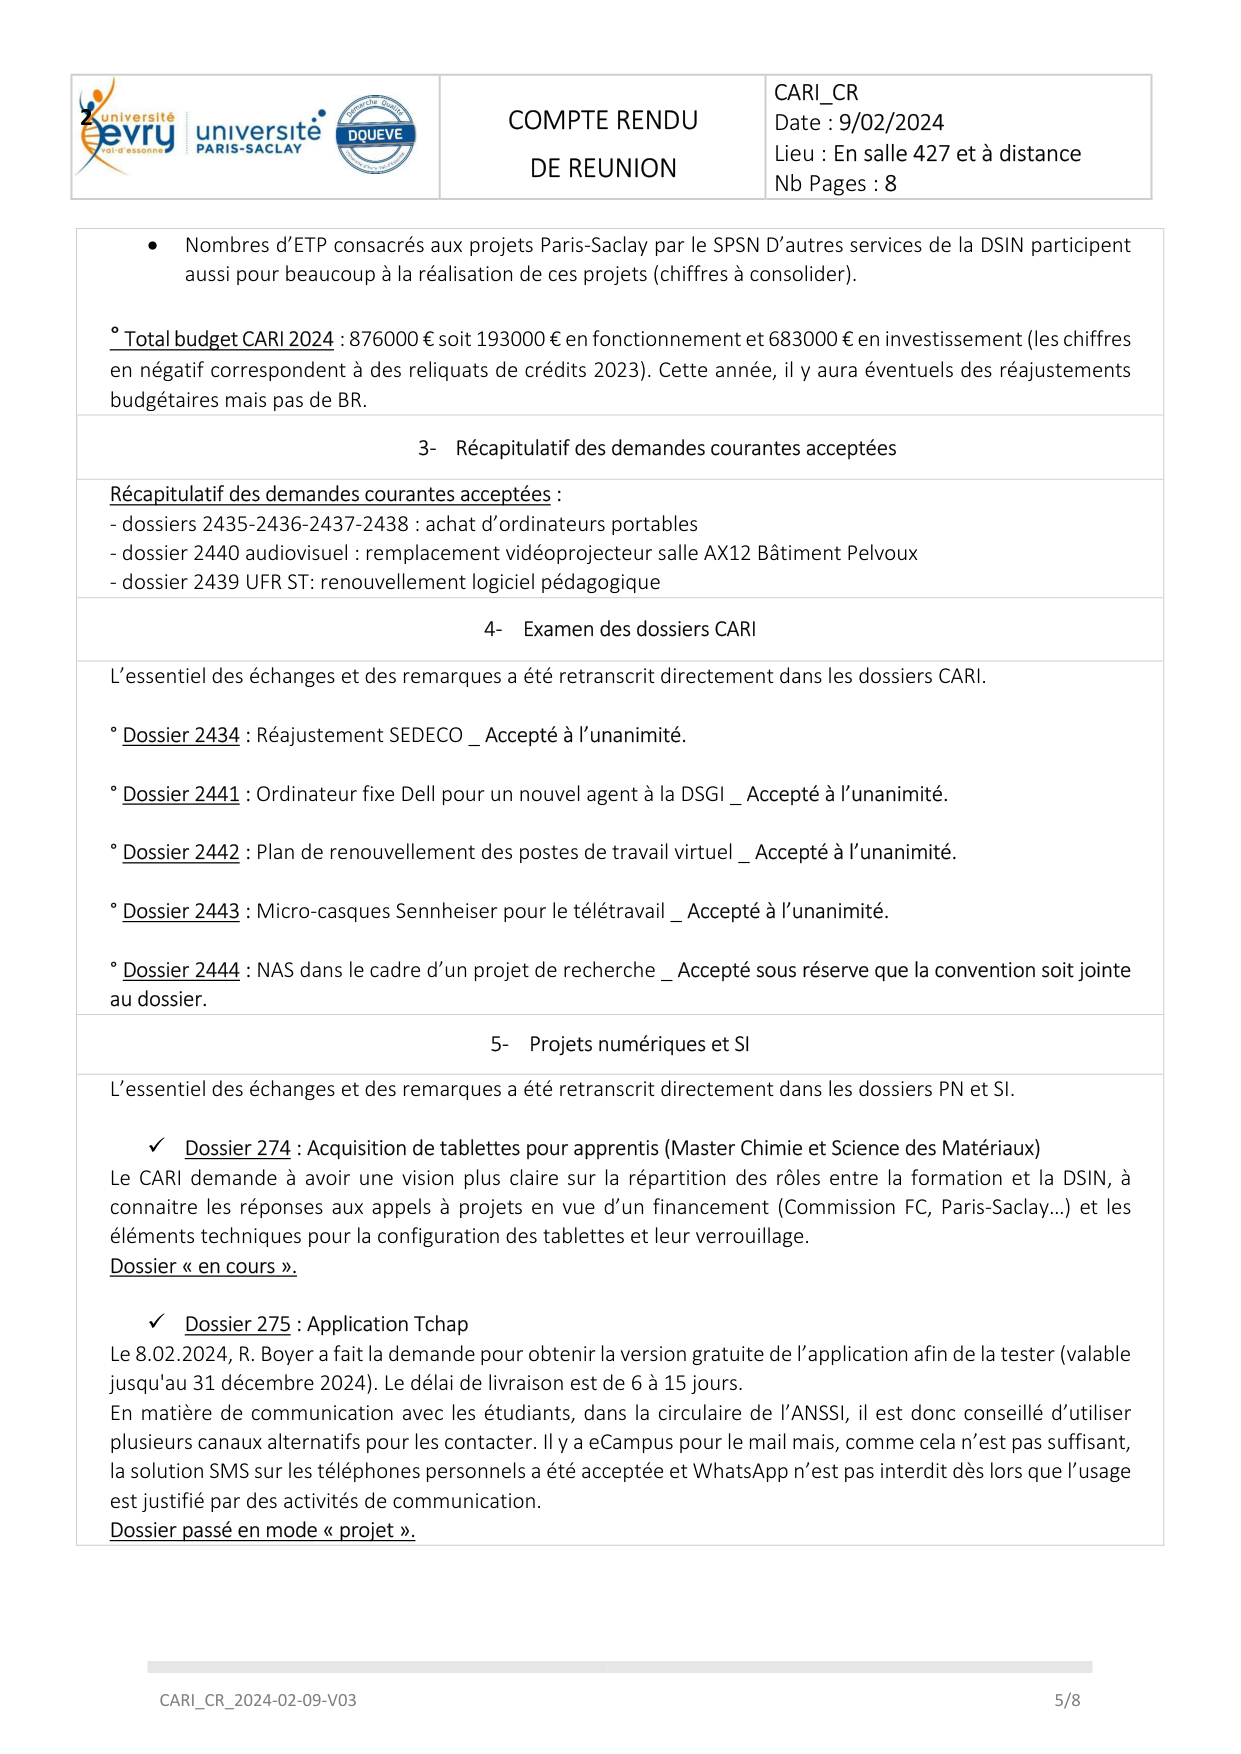 2
université
evry
val-d'essonne
université
PARIS-SACLAY
Démarche Qualité
DQUEVE
COMPTE RENDU
DE REUNION
CARI_CR
Date : 9/02/2024
Lieu : En salle 427 et à distance
Nb Pages : 8
• Nombres d’ETP consacrés aux projets Paris-Saclay par le SPSN D’autres services de la DSIN participent
aussi pour beaucoup à la réalisation de ces projets (chiffres à consolider).
° Total budget CARI 2024 : 876000 € soit 193000 € en fonctionnement et 683000 € en investissement (les chiffres
en négatif correspondent à des reliquats de crédits 2023). Cette année, il y aura éventuels des réajustements
budgétaires mais pas de BR.
3- Récapitulatif des demandes courantes acceptées
Récapitulatif des demandes courantes acceptées :
- dossiers 2435-2436-2437-2438 : achat d’ordinateurs portables
- dossier 2440 audiovisuel : remplacement vidéoprojecteur salle AX12 Bâtiment Pelvoux
- dossier 2439 UFR ST: renouvellement logiciel pédagogique
4- Examen des dossiers CARI
L’essentiel des échanges et des remarques a été retranscrit directement dans les dossiers CARI.
° Dossier 2434 : Réajustement SEDECO _ Accepté à l’unanimité.
° Dossier 2441 : Ordinateur fixe Dell pour un nouvel agent à la DSGI _ Accepté à l’unanimité.
° Dossier 2442 : Plan de renouvellement des postes de travail virtuel _ Accepté à l’unanimité.
° Dossier 2443 : Micro-casques Sennheiser pour le télétravail _ Accepté à l’unanimité.
° Dossier 2444 : NAS dans le cadre d’un projet de recherche _ Accepté sous réserve que la convention soit jointe
au dossier.
5- Projets numériques et SI
L’essentiel des échanges et des remarques a été retranscrit directement dans les dossiers PN et SI.
✓ Dossier 274 : Acquisition de tablettes pour apprentis (Master Chimie et Science des Matériaux)
Le CARI demande à avoir une vision plus claire sur la répartition des rôles entre la formation et la DSIN, à
connaitre les réponses aux appels à projets en vue d’un financement (Commission FC, Paris-Saclay…) et les
éléments techniques pour la configuration des tablettes et leur verrouillage.
Dossier « en cours ».
✓ Dossier 275 : Application Tchap
Le 8.02.2024, R. Boyer a fait la demande pour obtenir la version gratuite de l’application afin de la tester (valable
jusqu'au 31 décembre 2024). Le délai de livraison est de 6 à 15 jours.
En matière de communication avec les étudiants, dans la circulaire de l’ANSSI, il est donc conseillé d’utiliser
plusieurs canaux alternatifs pour les contacter. Il y a eCampus pour le mail mais, comme cela n’est pas suffisant,
la solution SMS sur les téléphones personnels a été acceptée et WhatsApp n’est pas interdit dès lors que l’usage
est justifié par des activités de communication.
Dossier passé en mode « projet ».
CARI_CR_2024-02-09-V03
5/8